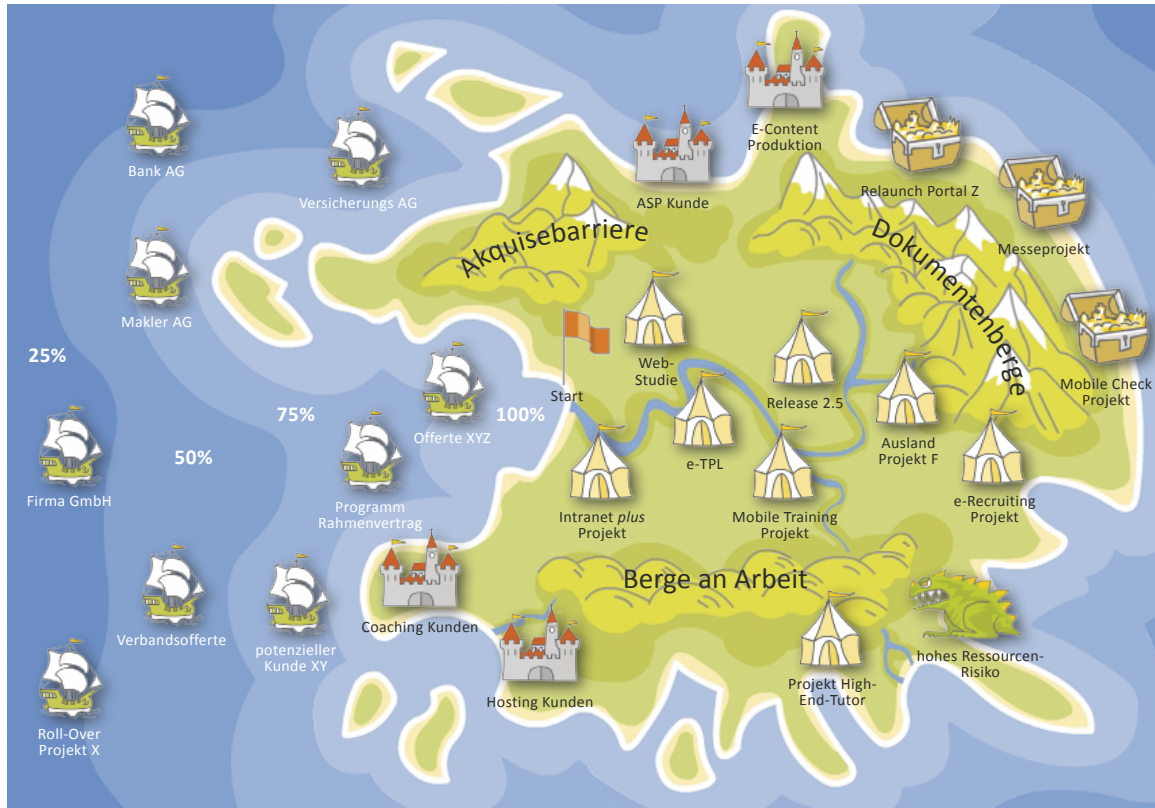 E-Content
Produktion
Bank AG
Versicherungs AG
ASP Kunde
Relaunch Portal Z
Messeprojekt
Akquisebarriere
Dokumentenberge
Makler AG
25%
Web-
Studie
Start
Release 2.5
Mobile Check
Projekt
75%
100%
Offerte XYZ
Ausland
Projekt F
50%
e-TPL
Firma GmbH
Programm
Rahmenvertrag
Intranet plus
Projekt
Mobile Training
Projekt
e-Recruiting
Projekt
Berge an Arbeit
Coaching Kunden
Verbandsofferte
potenzieller
Kunde XY
hohes Ressourcen-
Risiko
Hosting Kunden
Projekt High-
End-Tutor
Roll-Over
Projekt X